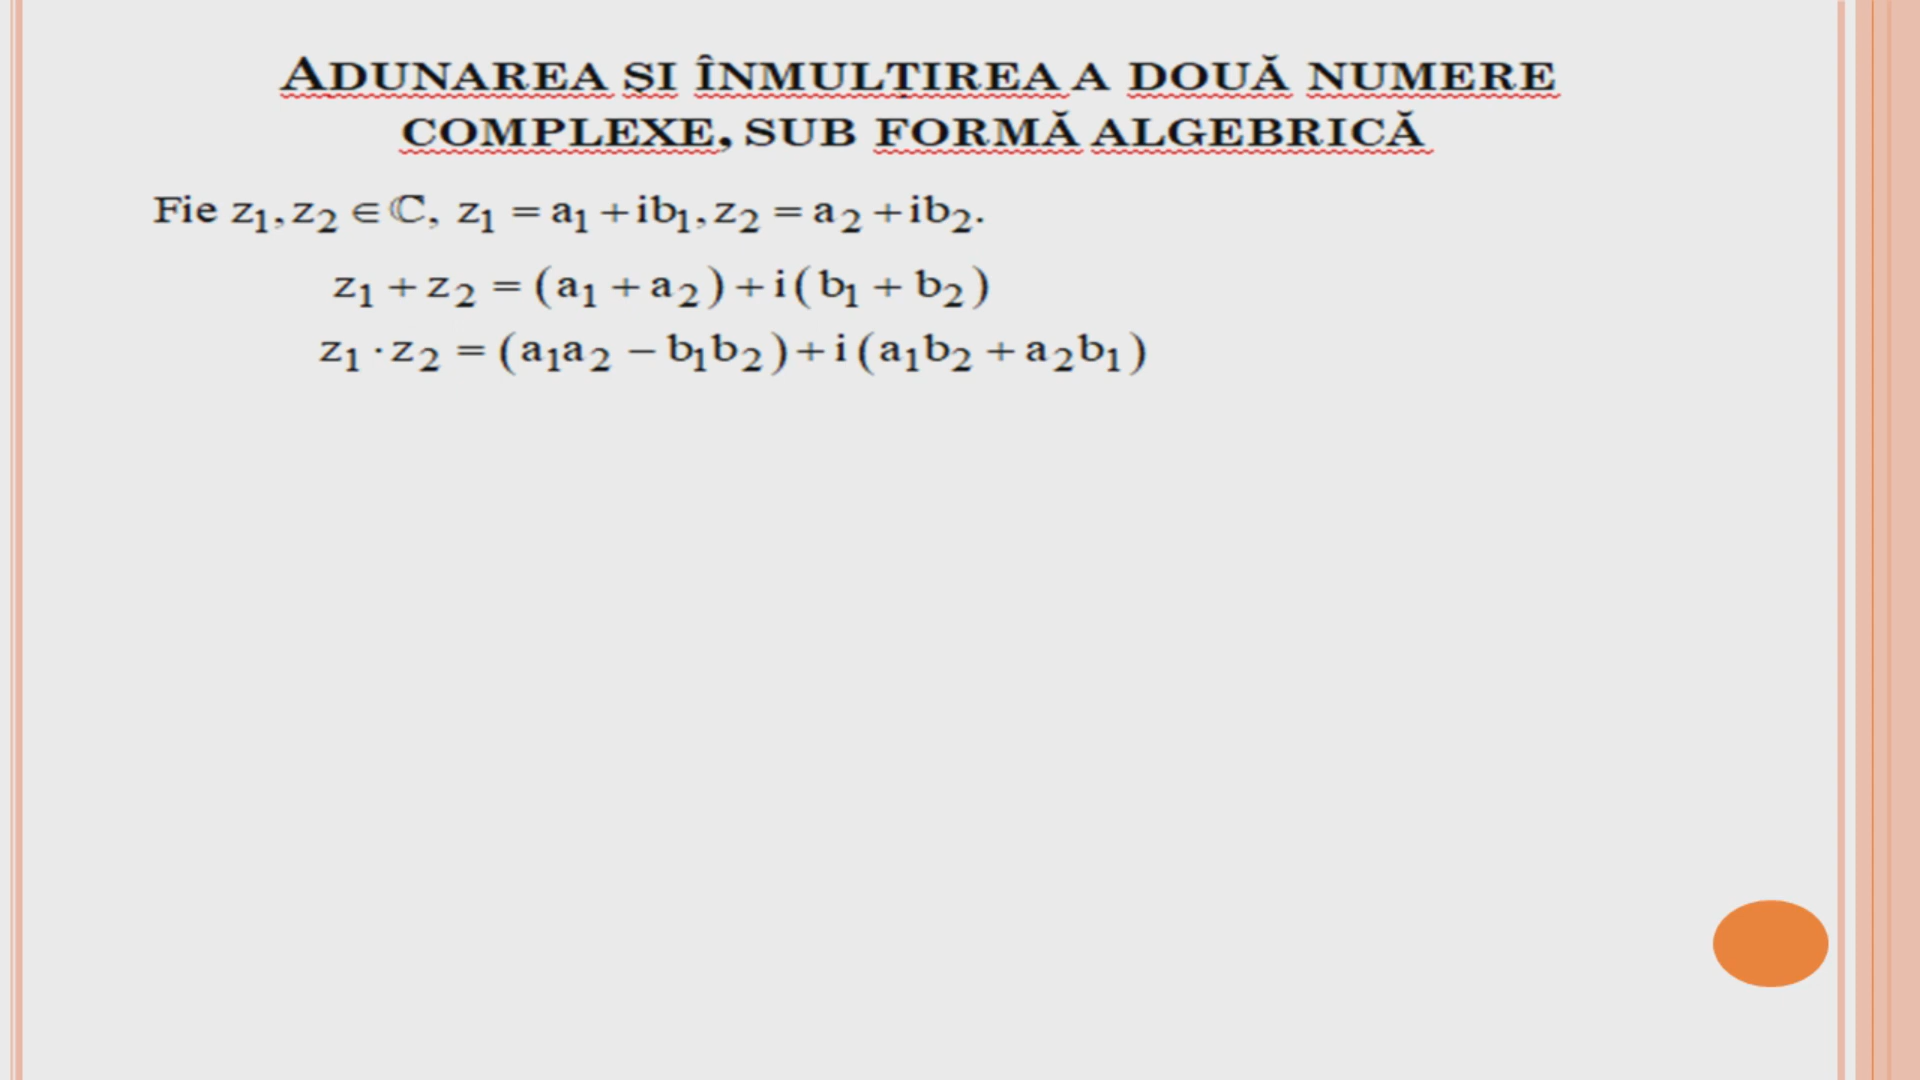 ADUNAREA ȘI ÎNMULȚIREA A DOUĂ NUMERE
COMPLEXE, SUB FORMĂ ALGEBRICĂ
Fie z₁, z₂ ∈ ℂ, z₁ = a₁ + ib₁, z₂ = a₂ + ib₂.
z₁ + z₂ = (a₁ + a₂) + i(b₁ + b₂)
z₁ · z₂ = (a₁a₂ − b₁b₂) + i(a₁b₂ + a₂b₁)